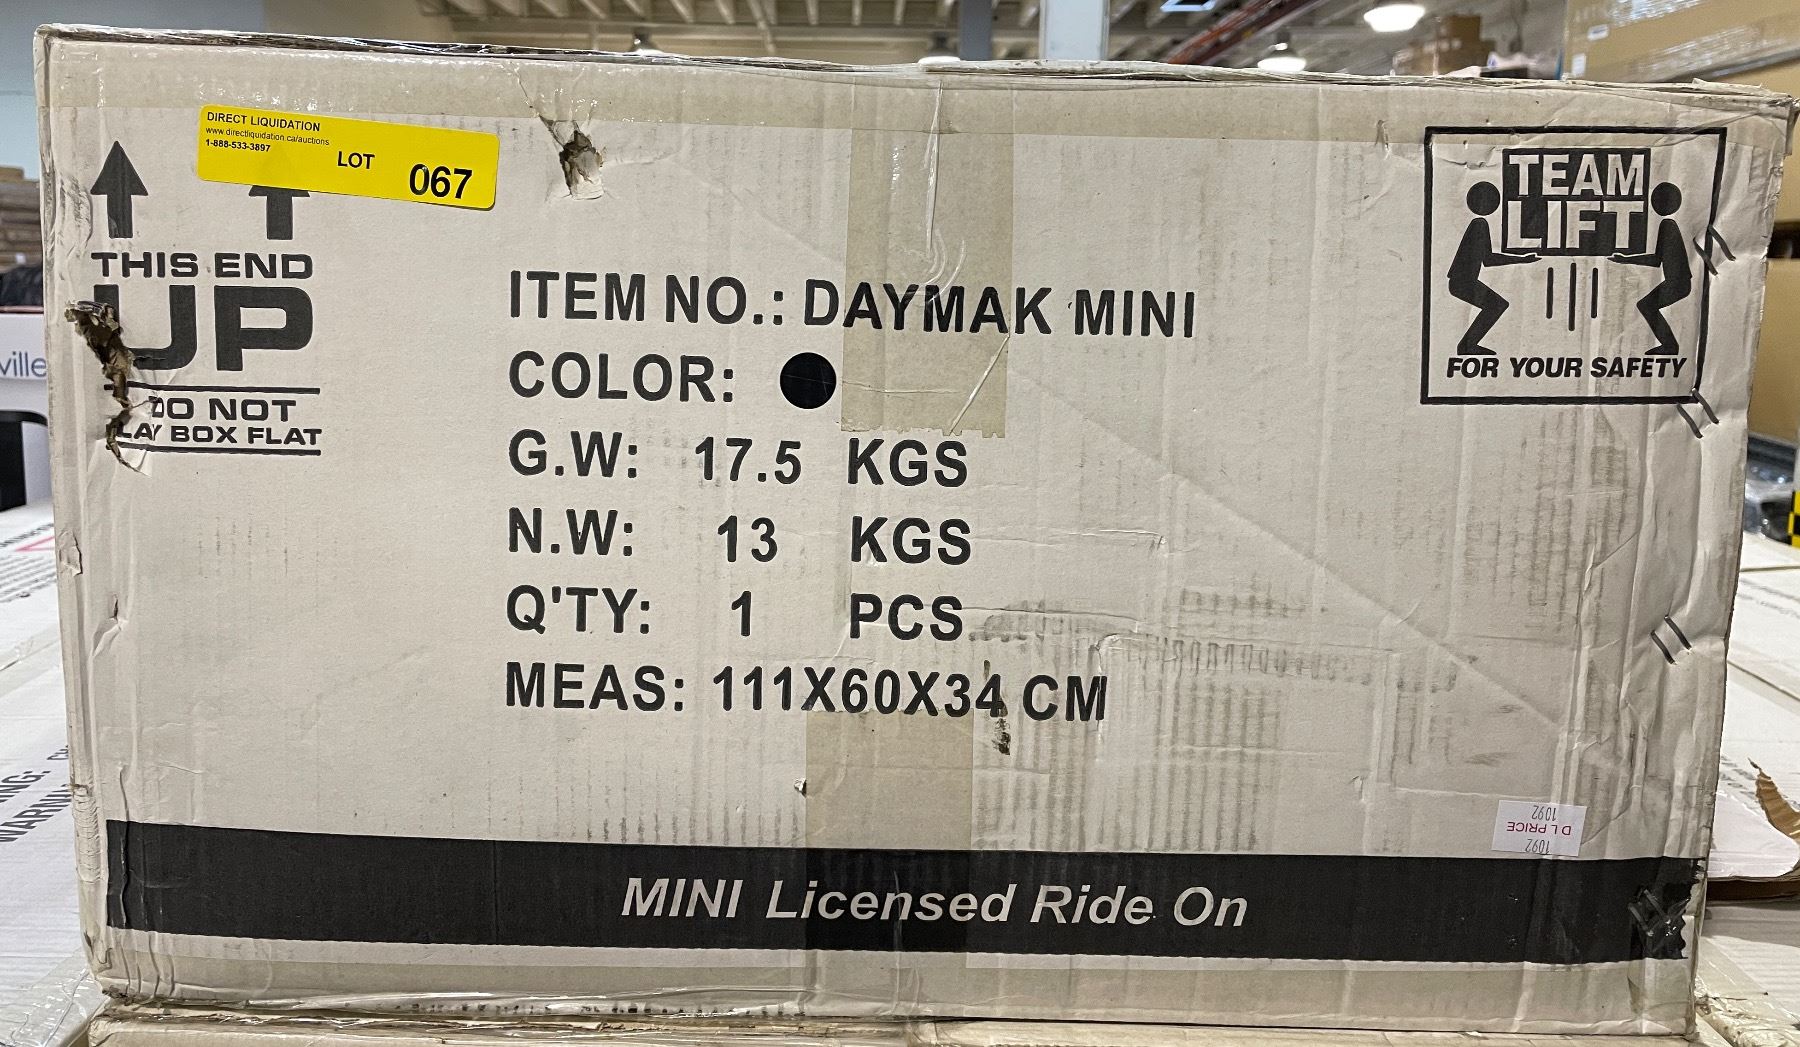 DIRECT LIQUIDATION
www.directliquidation.ca/auctions
1-888-533-3897
LOT 067
THIS END
UP
DO NOT
LAY BOX FLAT
TEAM
LIFT
FOR YOUR SAFETY
ITEM NO.: DAYMAK MINI
COLOR:
G.W: 17.5 KGS
N.W: 13 KGS
Q'TY: 1 PCS
MEAS: 111X60X34 CM
1092
D L PRICE
1092
MINI Licensed Ride On
ville